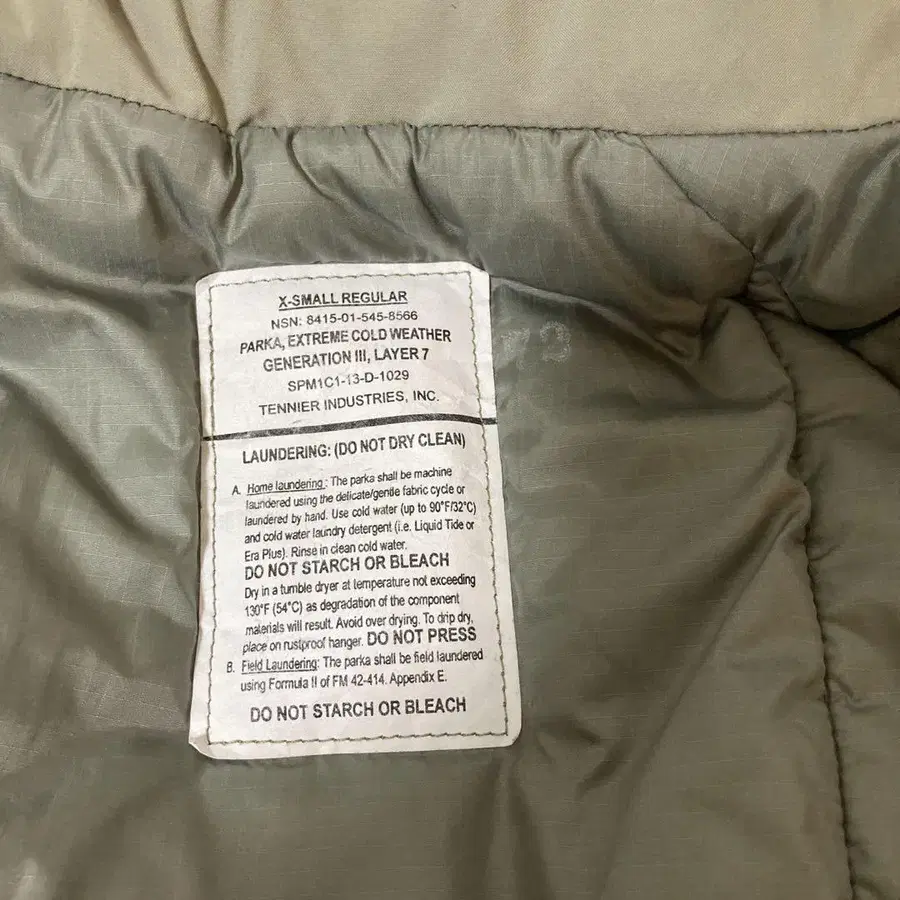 X-SMALL REGULAR
NSN: 8415-01-545-8566
PARKA, EXTREME COLD WEATHER
GENERATION III, LAYER 7
SPM1C1-13-D-1029
TENNIER INDUSTRIES, INC.
LAUNDERING: (DO NOT DRY CLEAN)
A. Home laundering: The parka shall be machine
laundered using the delicate/gentle fabric cycle or
laundered by hand. Use cold water (up to 90°F/32°C)
and cold water laundry detergent (i.e. Liquid Tide or
Era Plus). Rinse in clean cold water.
DO NOT STARCH OR BLEACH
Dry in a tumble dryer at temperature not exceeding
130°F (54°C) as degradation of the component
materials will result. Avoid over drying. To drip dry,
place on rustproof hanger. DO NOT PRESS
B. Field Laundering: The parka shall be field laundered
using Formula II of FM 42-414. Appendix E.
DO NOT STARCH OR BLEACH